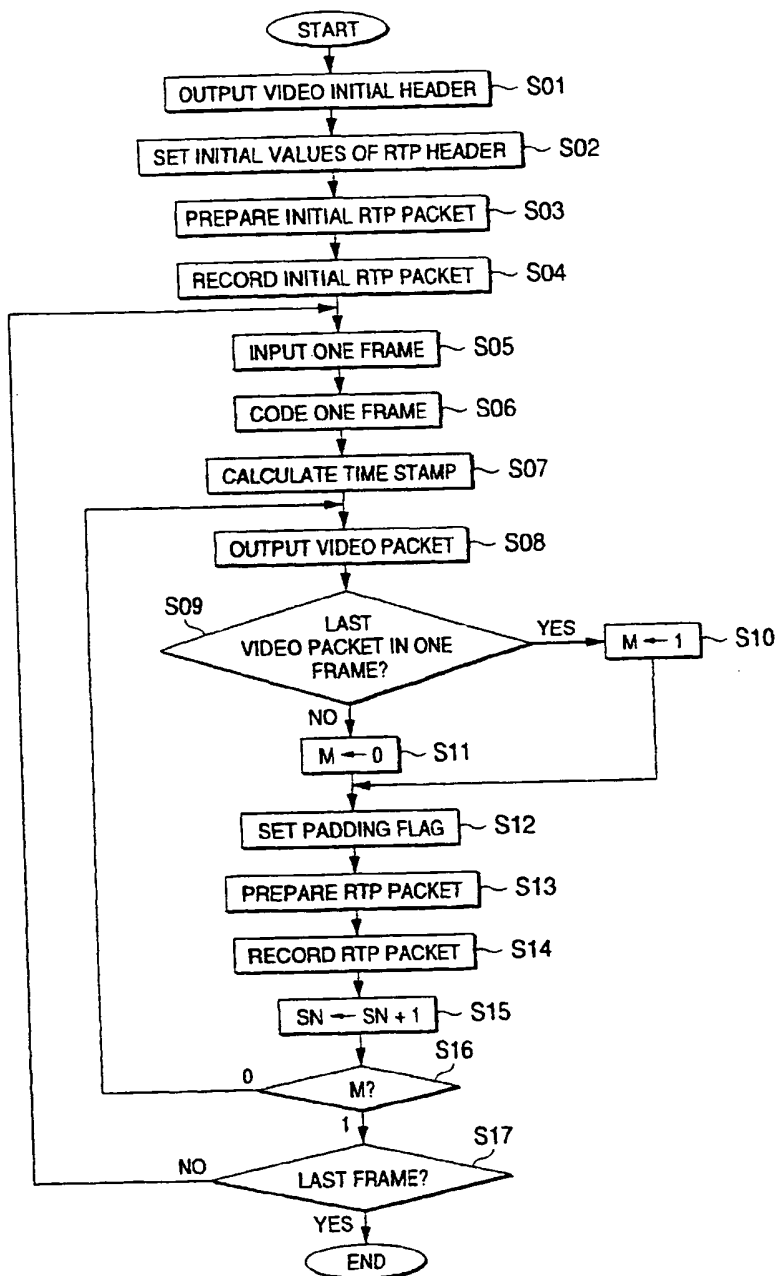 START
OUTPUT VIDEO INITIAL HEADER S01
SET INITIAL VALUES OF RTP HEADER S02
PREPARE INITIAL RTP PACKET S03
RECORD INITIAL RTP PACKET S04
INPUT ONE FRAME S05
CODE ONE FRAME S06
CALCULATE TIME STAMP S07
OUTPUT VIDEO PACKET S08
S09
LAST
VIDEO PACKET IN ONE
FRAME?
YES
M ← 1 S10
NO
M ← 0 S11
SET PADDING FLAG S12
PREPARE RTP PACKET S13
RECORD RTP PACKET S14
SN ← SN + 1 S15
S16
0
M?
1
S17
NO
LAST FRAME?
YES
END